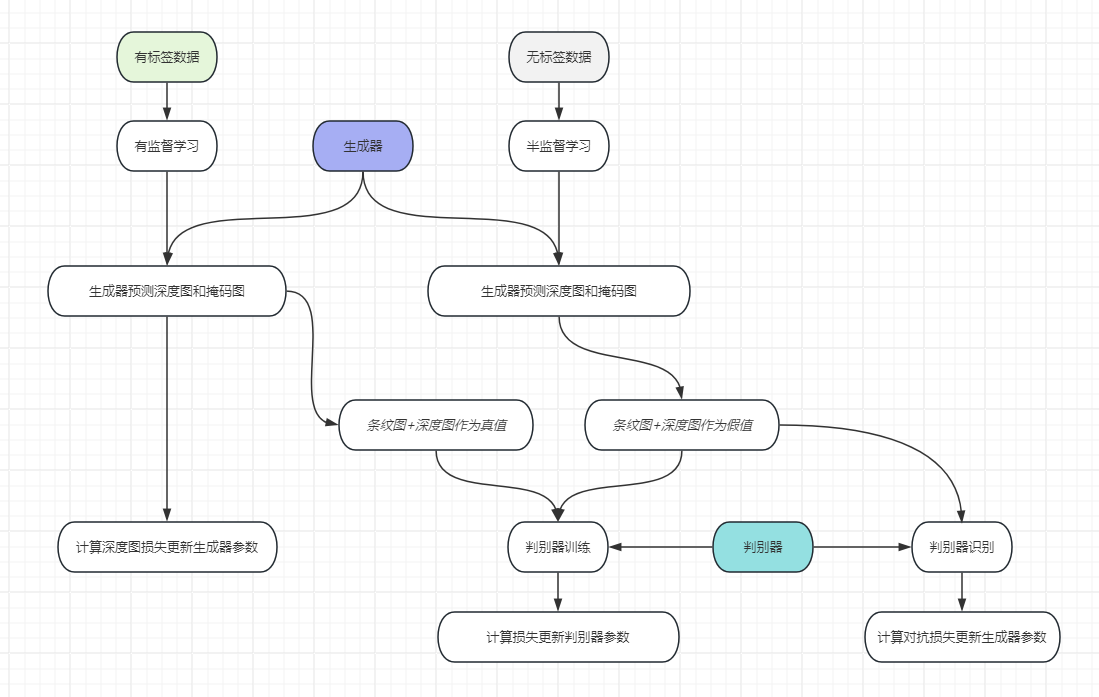 有标签数据
无标签数据
有监督学习
生成器
半监督学习
生成器预测深度图和掩码图
生成器预测深度图和掩码图
条纹图+深度图作为真值
条纹图+深度图作为假值
计算深度图损失更新生成器参数
判别器训练
判别器
判别器识别
计算损失更新判别器参数
计算对抗损失更新生成器参数